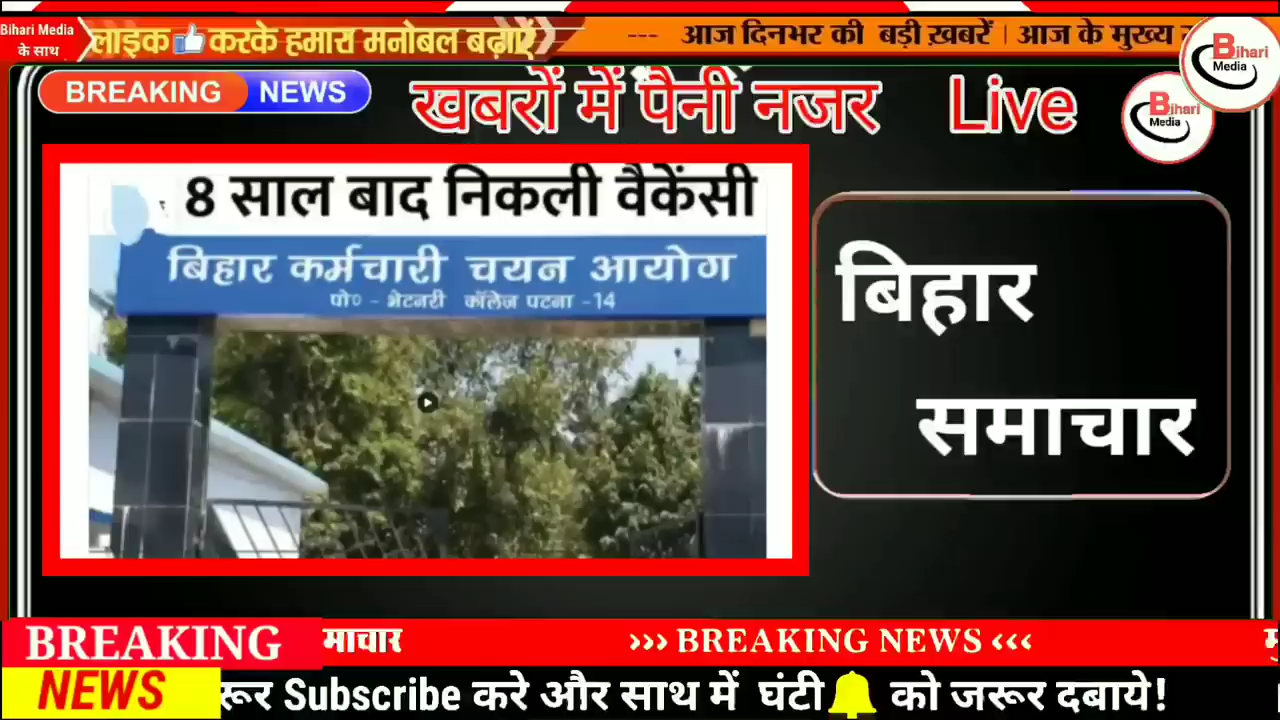 Bihari Media
के साथ
लाइक 👍 करके हमारा मनोबल बढ़ाएं
--- आज दिनभर की बड़ी ख़बरें | आज के मुख्य
Bihari
Media
BREAKING NEWS
खबरों में पैनी नजर Live
Bihari
Media
8 साल बाद निकली वैकेंसी
बिहार कर्मचारी चयन आयोग
पो० - भेटनरी कॉलेज पटना -14
बिहार
समाचार
BREAKING
NEWS
माचार ››› BREAKING NEWS ‹‹‹
रूर Subscribe करे और साथ में घंटी 🔔 को जरूर दबाये!